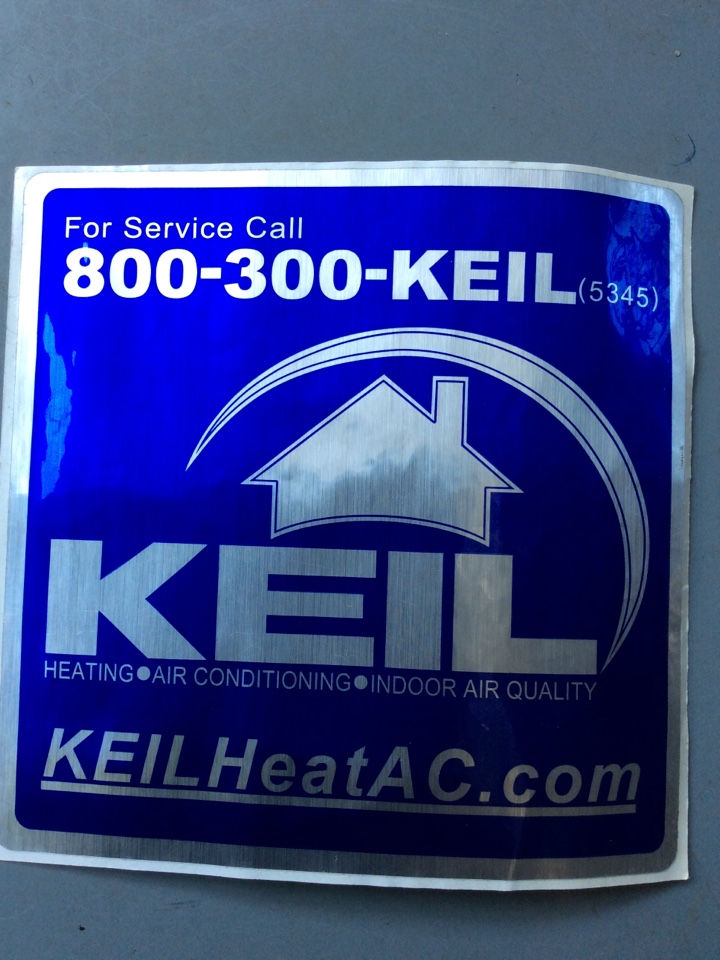 For Service Call
800-300-KEIL (5345)
KEIL
HEATING●AIR CONDITIONING●INDOOR AIR QUALITY
KEILHeatAC.com